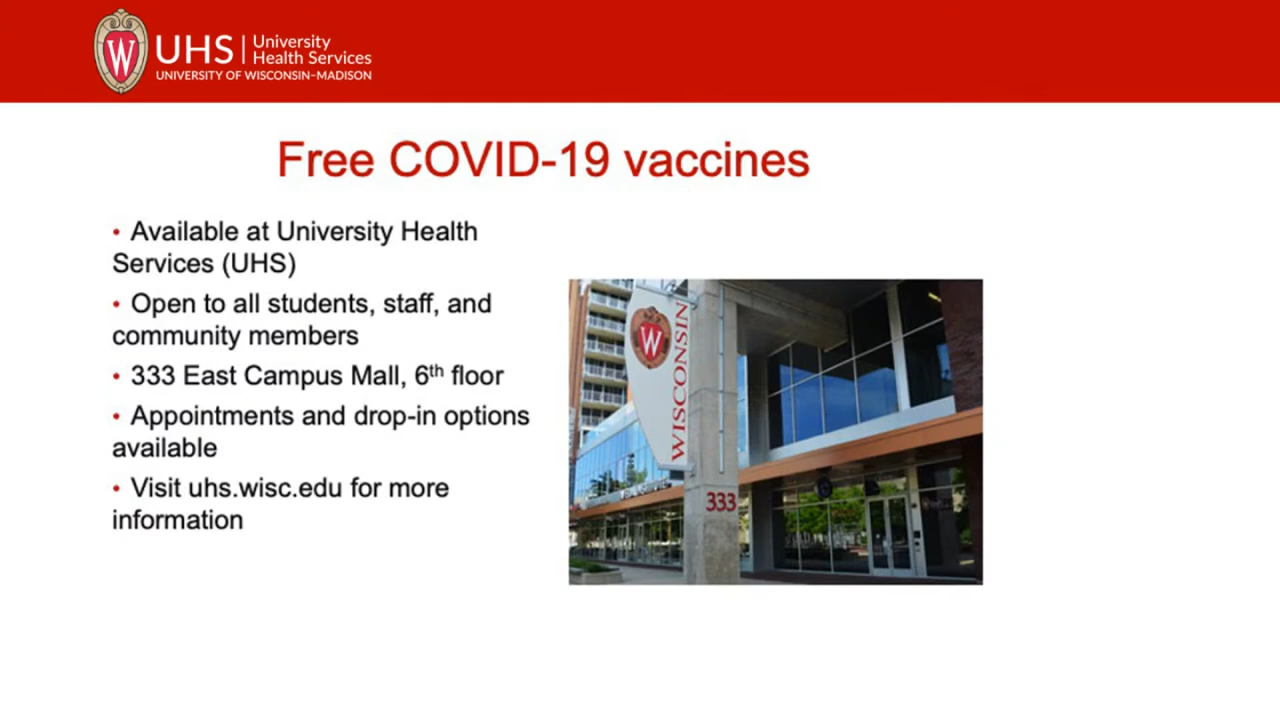 W
UHS | University
Health Services
UNIVERSITY OF WISCONSIN–MADISON
Free COVID-19 vaccines
• Available at University Health
Services (UHS)
• Open to all students, staff, and
community members
• 333 East Campus Mall, 6th floor
• Appointments and drop-in options
available
• Visit uhs.wisc.edu for more
information
W
WISCONSIN
333